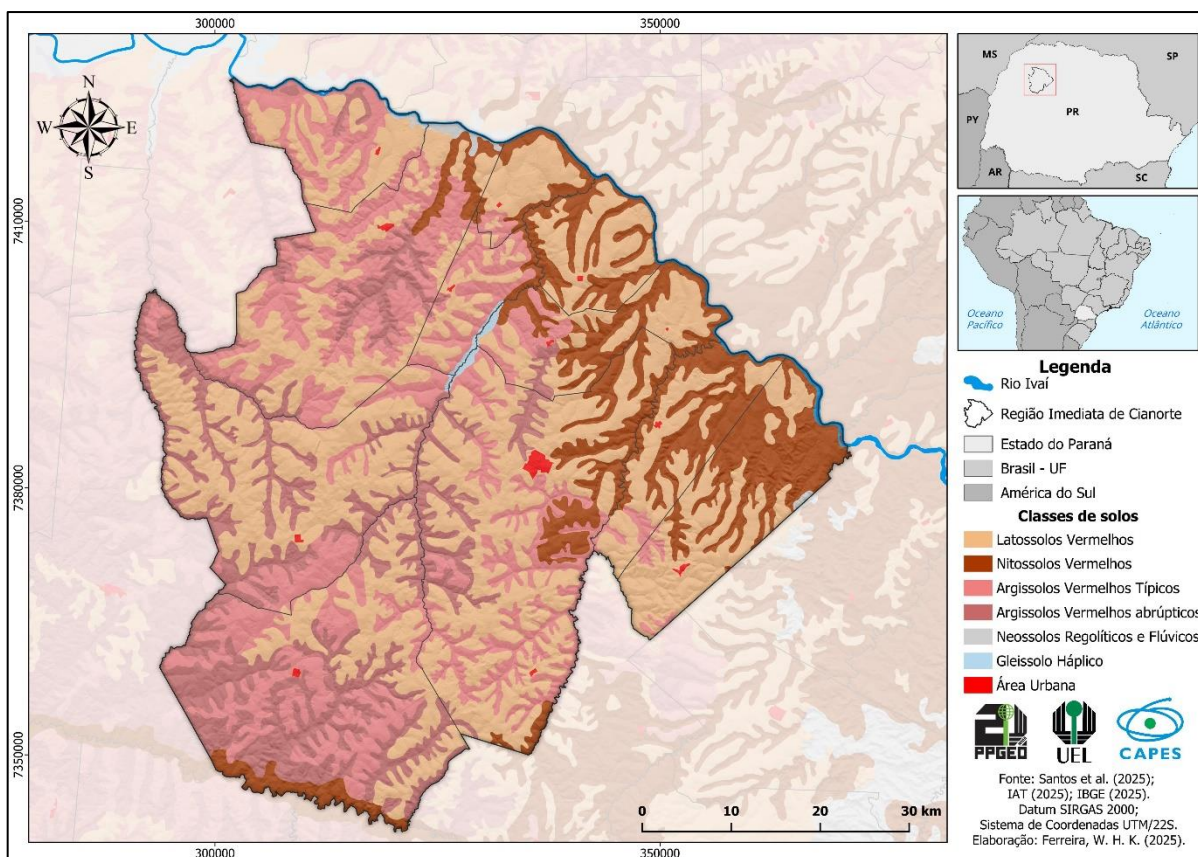 300000
350000
7410000
7380000
7350000
N
W
E
S
0
10
20
30 km
300000
350000
MS
SP
PY
PR
AR
SC
Oceano
Pacífico
Oceano
Atlântico
Legenda
Rio Ivaí
Região Imediata de Cianorte
Estado do Paraná
Brasil - UF
América do Sul
Classes de solos
Latossolos Vermelhos
Nitossolos Vermelhos
Argissolos Vermelhos Típicos
Argissolos Vermelhos abrúpticos
Neossolos Regolíticos e Flúvicos
Gleissolo Háplico
Área Urbana
PPGEO
UEL
CAPES
Fonte: Santos et al. (2025);
IAT (2025); IBGE (2025).
Datum SIRGAS 2000;
Sistema de Coordenadas UTM/22S.
Elaboração: Ferreira, W. H. K. (2025).